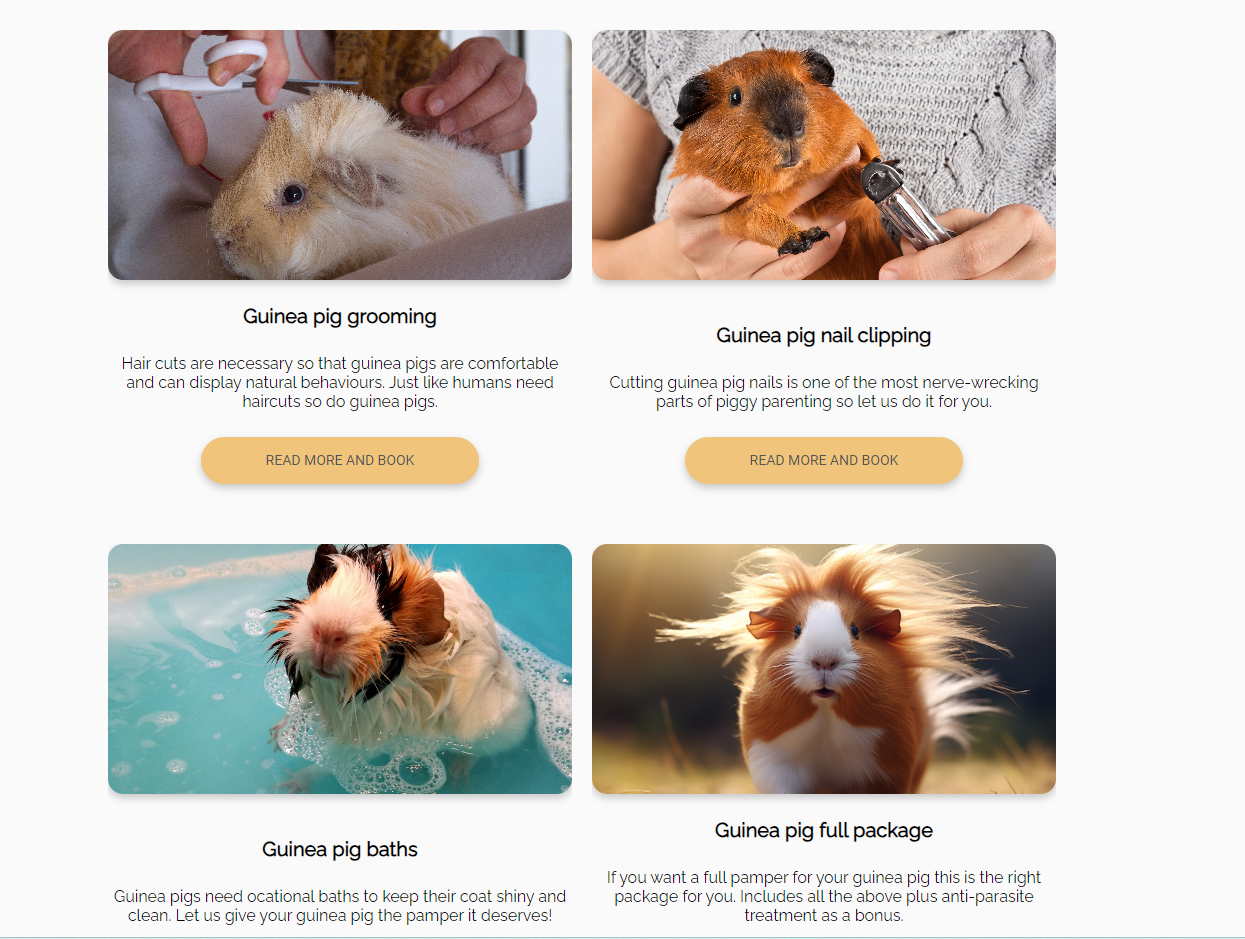 Guinea pig grooming
Hair cuts are necessary so that guinea pigs are comfortable
and can display natural behaviours. Just like humans need
haircuts so do guinea pigs.
READ MORE AND BOOK
Guinea pig nail clipping
Cutting guinea pig nails is one of the most nerve-wrecking
parts of piggy parenting so let us do it for you.
READ MORE AND BOOK
Guinea pig baths
Guinea pigs need ocational baths to keep their coat shiny and
clean. Let us give your guinea pig the pamper it deserves!
Guinea pig full package
If you want a full pamper for your guinea pig this is the right
package for you. Includes all the above plus anti-parasite
treatment as a bonus.